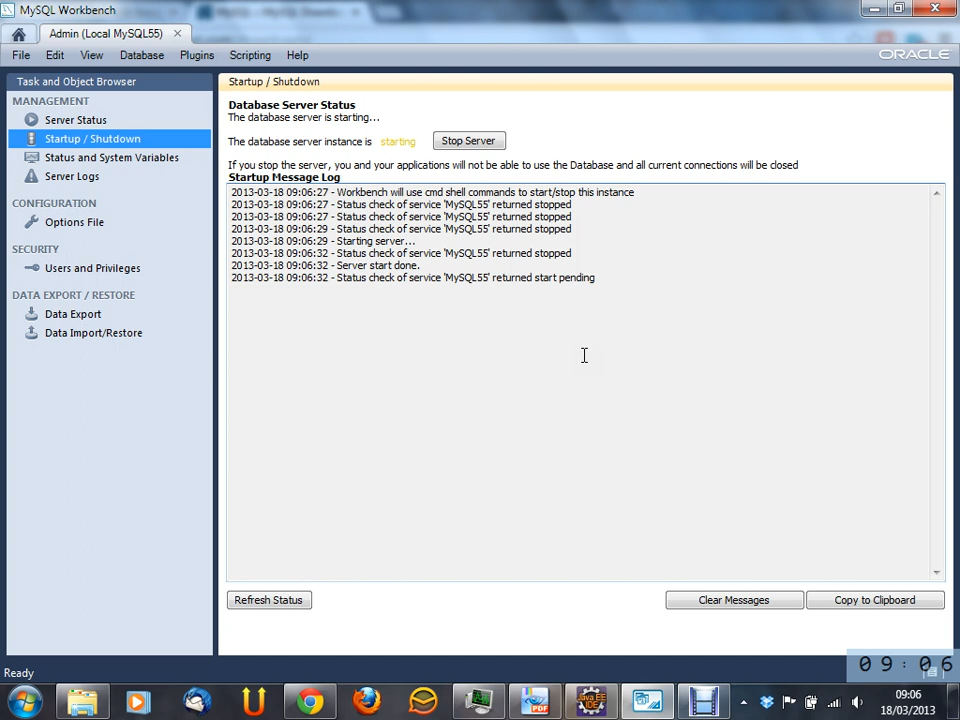 MySQL Workbench
Admin (Local MySQL55)
File Edit View Database Plugins Scripting Help
ORACLE
Task and Object Browser
MANAGEMENT
Server Status
Startup / Shutdown
Status and System Variables
Server Logs
CONFIGURATION
Options File
SECURITY
Users and Privileges
DATA EXPORT / RESTORE
Data Export
Data Import/Restore
Startup / Shutdown
Database Server Status
The database server is starting...
The database server instance is starting Stop Server
If you stop the server, you and your applications will not be able to use the Database and all current connections will be closed
Startup Message Log
2013-03-18 09:06:27 - Workbench will use cmd shell commands to start/stop this instance
2013-03-18 09:06:27 - Status check of service 'MySQL55' returned stopped
2013-03-18 09:06:27 - Status check of service 'MySQL55' returned stopped
2013-03-18 09:06:29 - Status check of service 'MySQL55' returned stopped
2013-03-18 09:06:29 - Starting server...
2013-03-18 09:06:32 - Status check of service 'MySQL55' returned stopped
2013-03-18 09:06:32 - Server start done.
2013-03-18 09:06:32 - Status check of service 'MySQL55' returned start pending
Refresh Status Clear Messages Copy to Clipboard
Ready
09:06
PDF
Java EE
IDE
09:06
18/03/2013